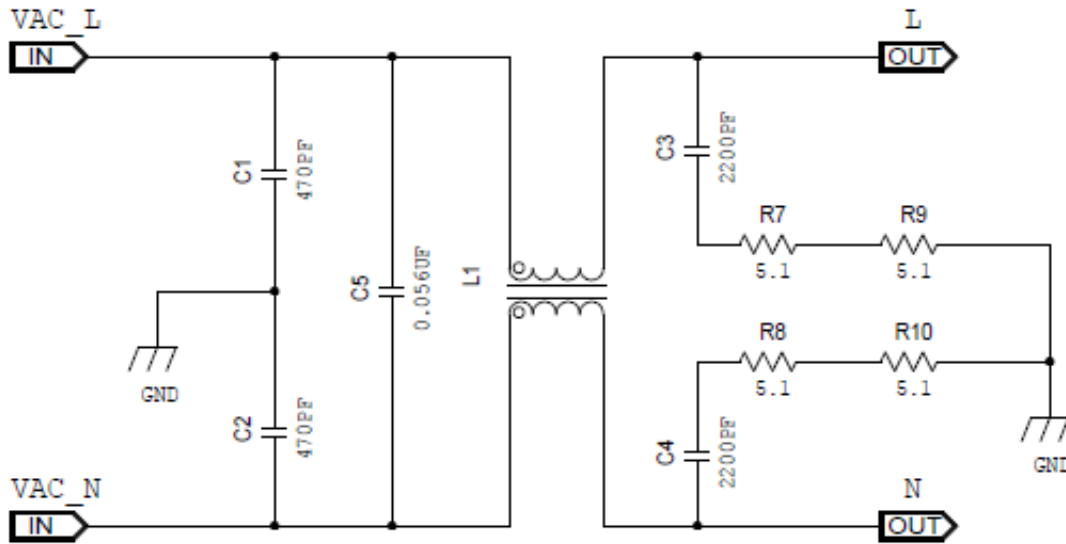 VAC_L
IN
L
OUT
C1
470PF
C5
0.056UF
L1
C3
2200PF
R7
5.1
R9
5.1
GND
C2
470PF
R8
5.1
R10
5.1
C4
2200PF
GND
VAC_N
IN
N
OUT